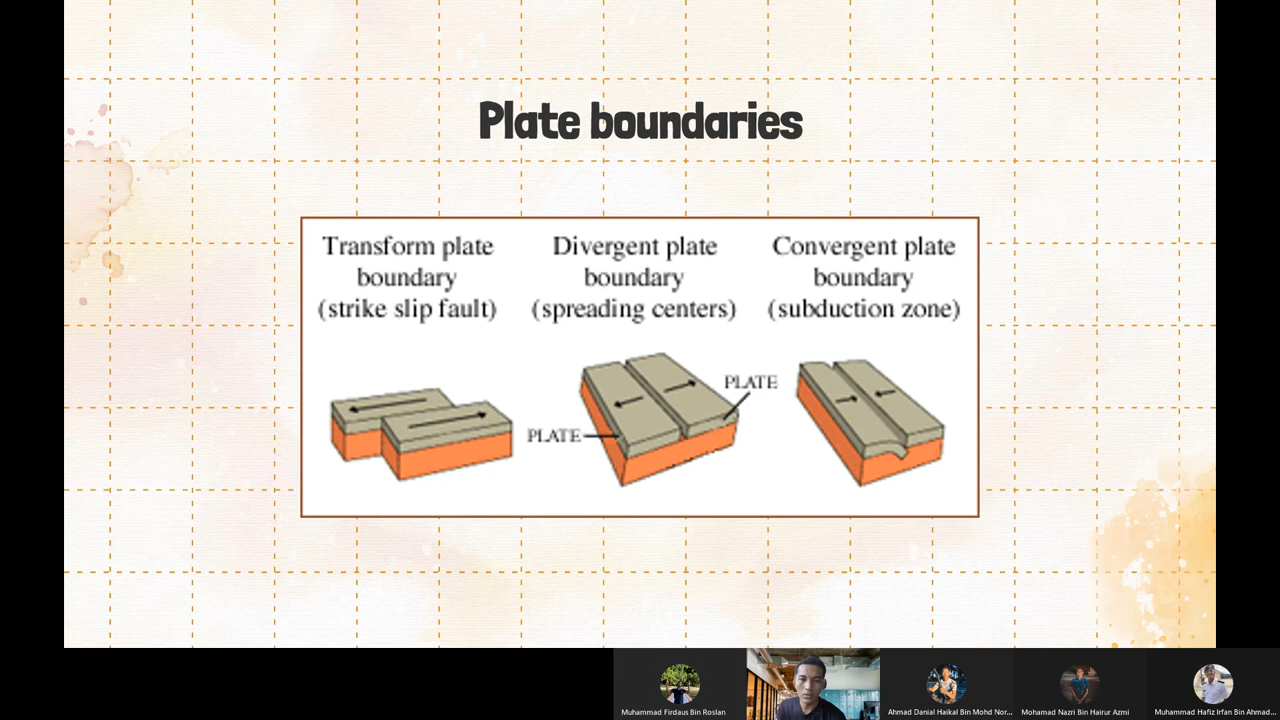 Plate boundaries
Transform plate
boundary
(strike slip fault)
Divergent plate
boundary
(spreading centers)
Convergent plate
boundary
(subduction zone)
PLATE
PLATE
Muhammad Firdaus Bin Roslan
Ahmad Danial Haikal Bin Mohd Nor...
Mohamad Nazri Bin Hairur Azmi
Muhammad Hafiz Irfan Bin Ahmad...